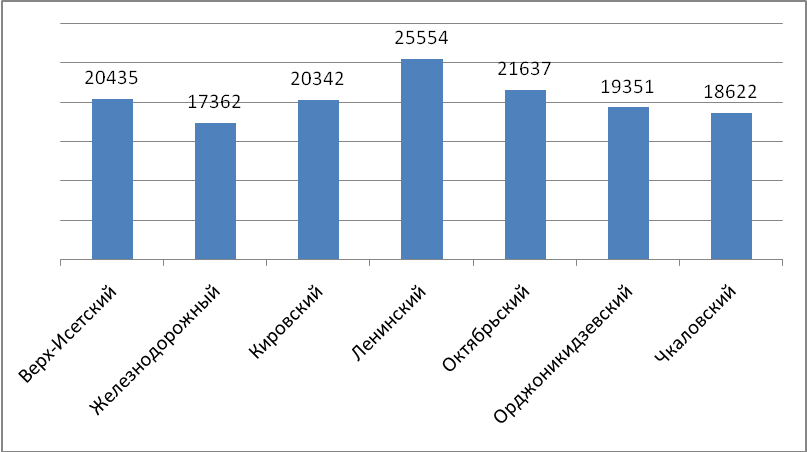 20435
17362
20342
25554
21637
19351
18622
Верх-Исетский
Железнодорожный
Кировский
Ленинский
Октябрьский
Орджоникидзевский
Чкаловский